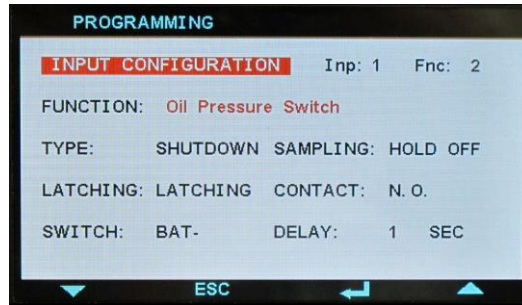 PROGRAMMING
INPUT CONFIGURATION Inp: 1 Fnc: 2
FUNCTION: Oil Pressure Switch
TYPE: SHUTDOWN SAMPLING: HOLD OFF
LATCHING: LATCHING CONTACT: N.O.
SWITCH: BAT- DELAY: 1 SEC
ESC